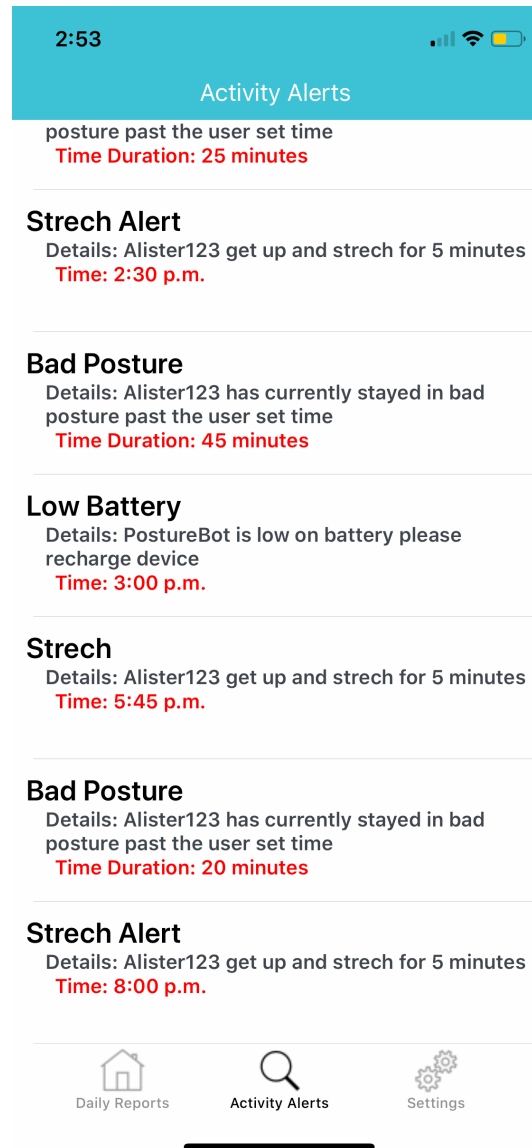 2:53
Activity Alerts
posture past the user set time
Time Duration: 25 minutes
Strech Alert
Details: Alister123 get up and strech for 5 minutes
Time: 2:30 p.m.
Bad Posture
Details: Alister123 has currently stayed in bad
posture past the user set time
Time Duration: 45 minutes
Low Battery
Details: PostureBot is low on battery please
recharge device
Time: 3:00 p.m.
Strech
Details: Alister123 get up and strech for 5 minutes
Time: 5:45 p.m.
Bad Posture
Details: Alister123 has currently stayed in bad
posture past the user set time
Time Duration: 20 minutes
Strech Alert
Details: Alister123 get up and strech for 5 minutes
Time: 8:00 p.m.
Daily Reports
Activity Alerts
Settings